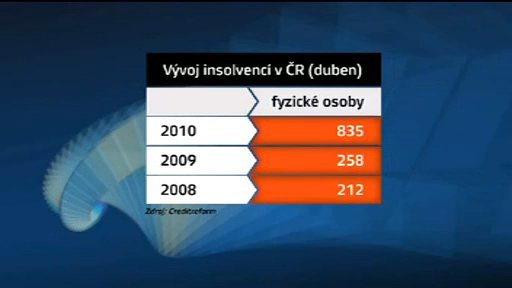 Vývoj insolvencí v ČR (duben)
fyzické osoby
2010 835
2009 258
2008 212
Zdroj: Creditreform